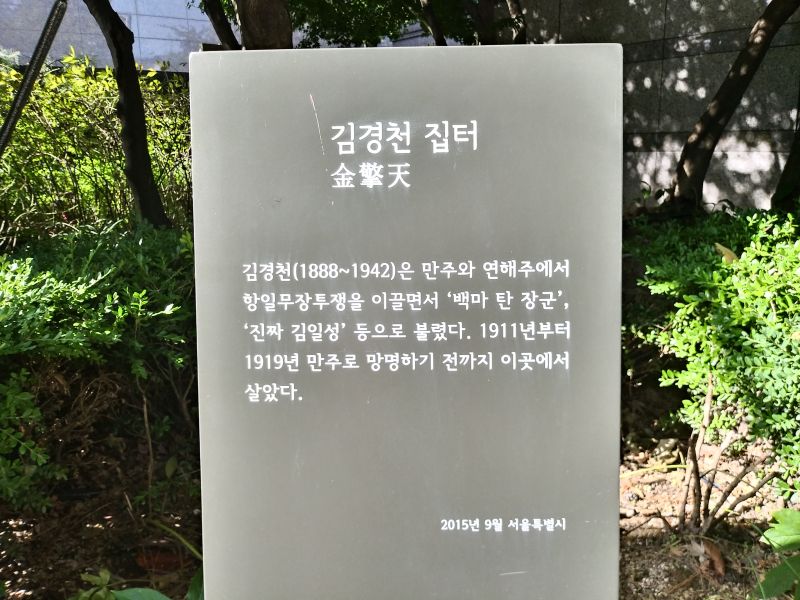 김경천 집터
金擎天
김경천(1888~1942)은 만주와 연해주에서
항일무장투쟁을 이끌면서 ‘백마 탄 장군’,
‘진짜 김일성’ 등으로 불렸다. 1911년부터
1919년 만주로 망명하기 전까지 이곳에서
살았다.
2015년 9월 서울특별시